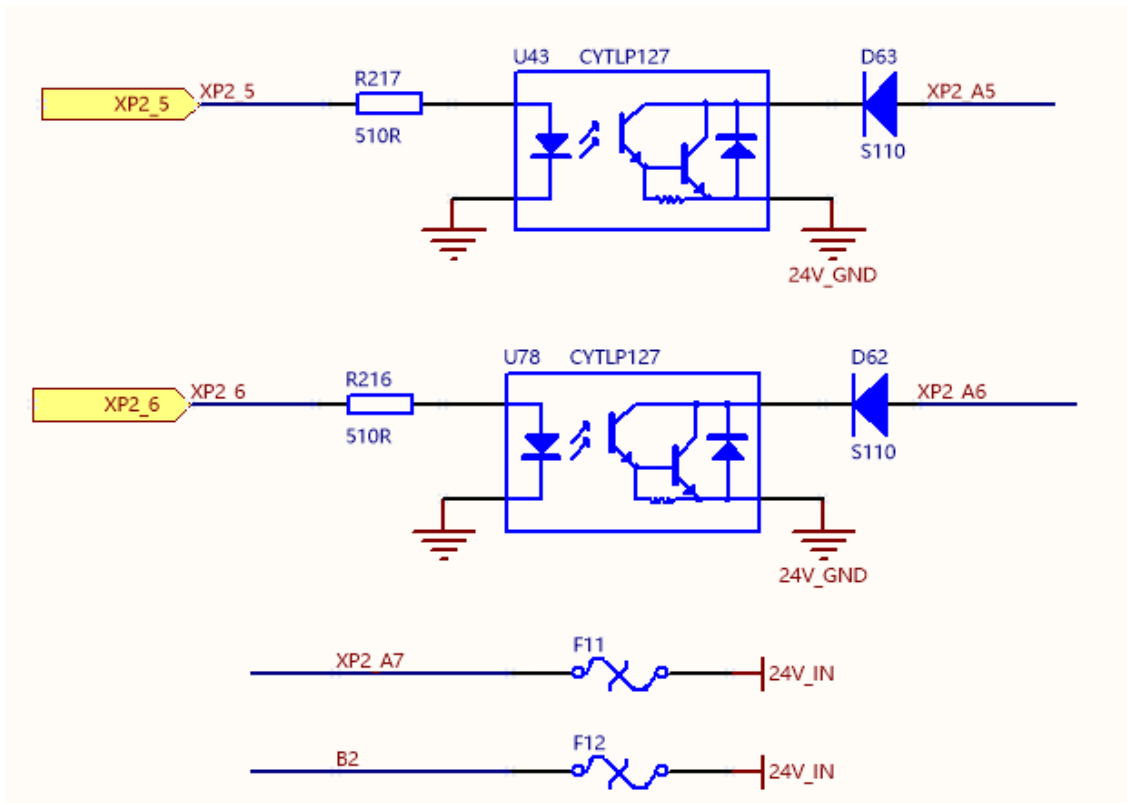 U43 CYTLP127 D63
R217
XP2_5 XP2_5 XP2_A5
510R S110
24V_GND
U78 CYTLP127 D62
R216
XP2_6 XP2_6 XP2_A6
510R S110
24V_GND
F11
XP2_A7 24V_IN
F12
B2 24V_IN